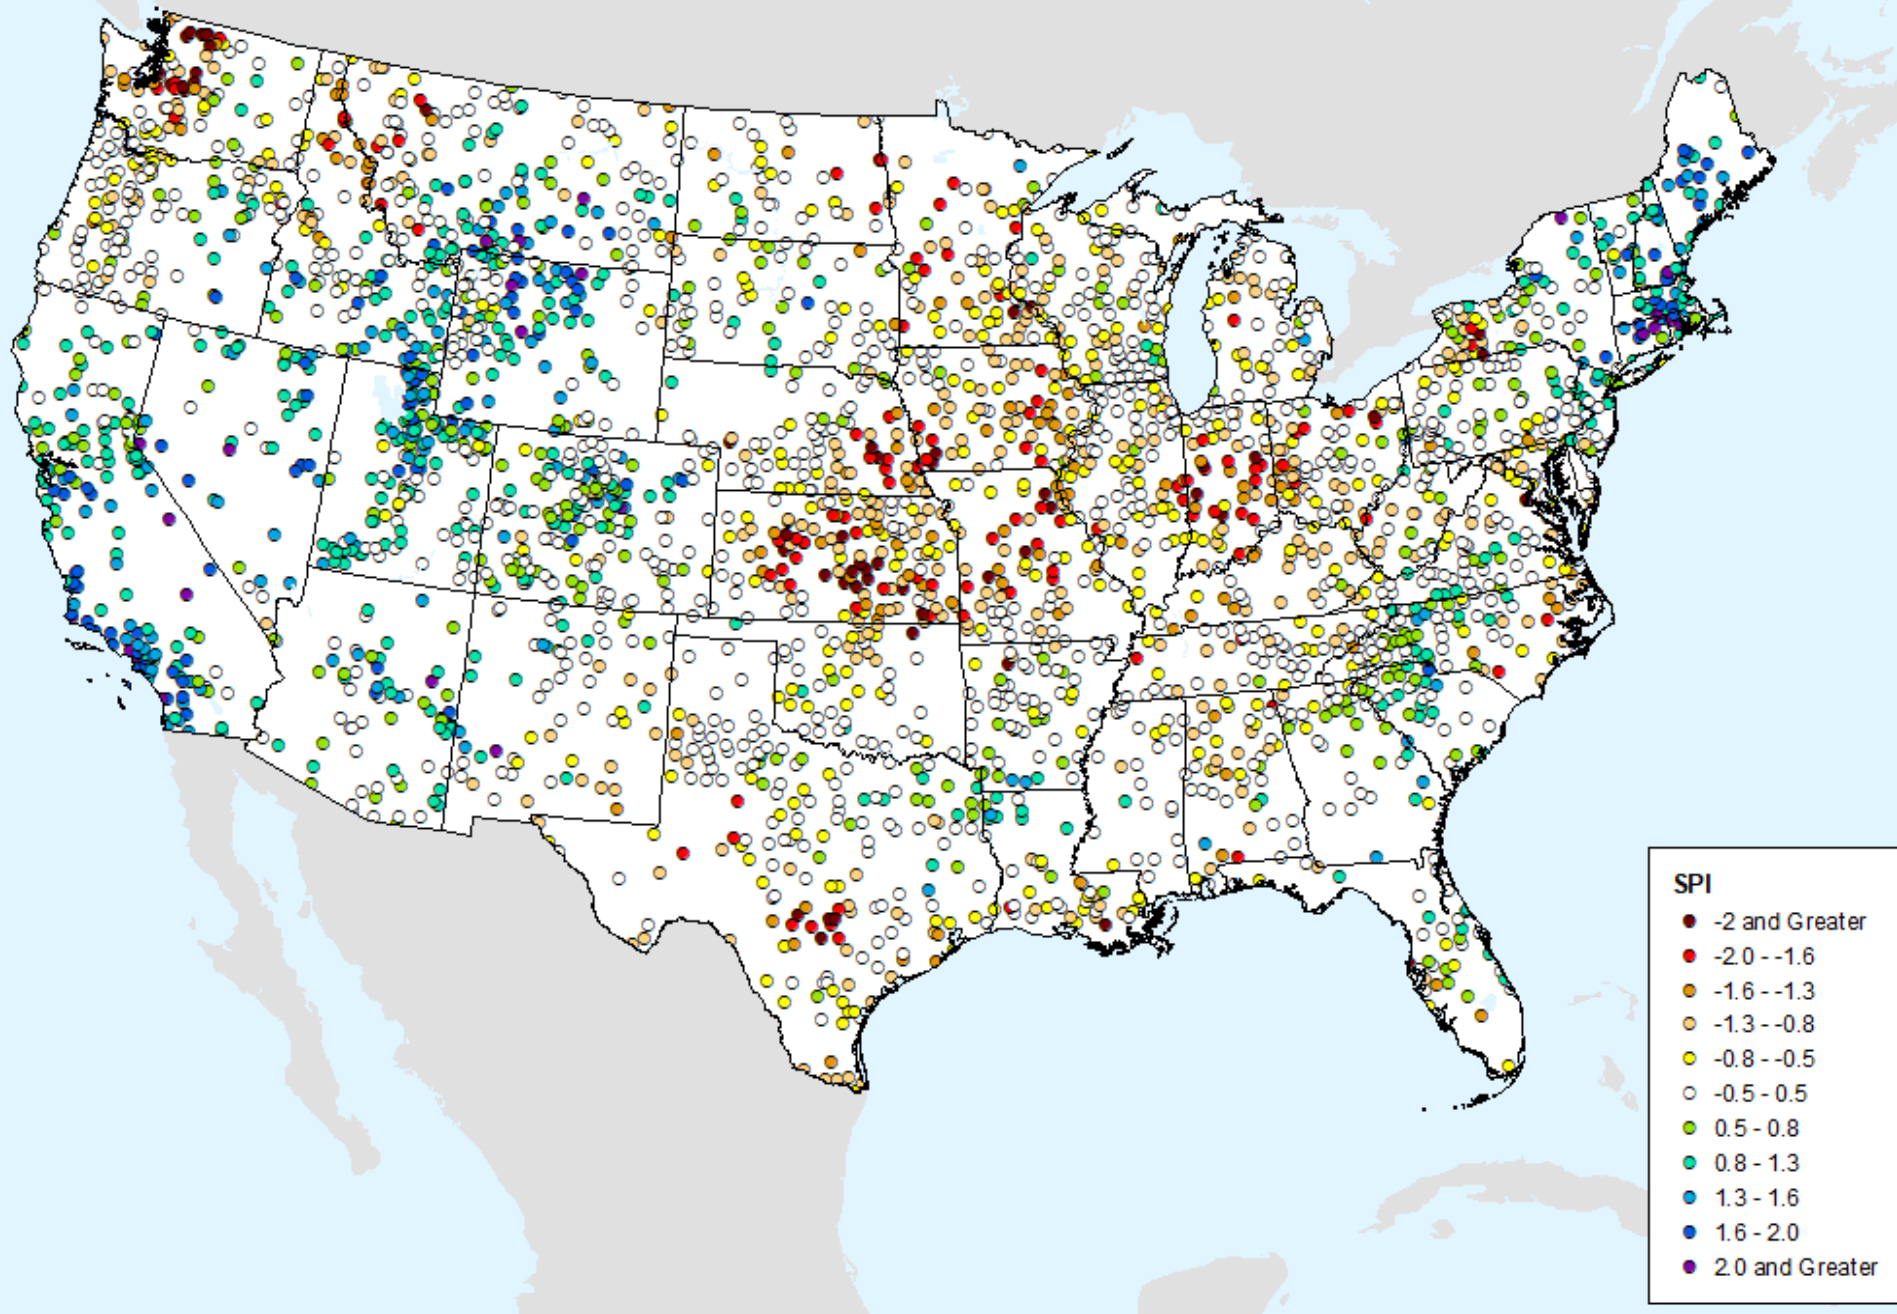 SPI
-2 and Greater
-2.0 - -1.6
-1.6 - -1.3
-1.3 - -0.8
-0.8 - -0.5
-0.5 - 0.5
0.5 - 0.8
0.8 - 1.3
1.3 - 1.6
1.6 - 2.0
2.0 and Greater